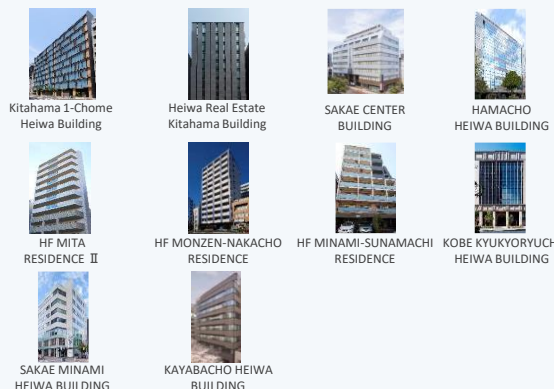 Kitahama 1-Chome
Heiwa Building
Heiwa Real Estate
Kitahama Building
SAKAE CENTER
BUILDING
HAMACHO
HEIWA BUILDING
HF MITA
RESIDENCE Ⅱ
HF MONZEN-NAKACHO
RESIDENCE
HF MINAMI-SUNAMACHI
RESIDENCE
KOBE KYUKYORYUCH
HEIWA BUILDING
SAKAE MINAMI
HEIWA BUILDING
KAYABACHO HEIWA
BUILDING